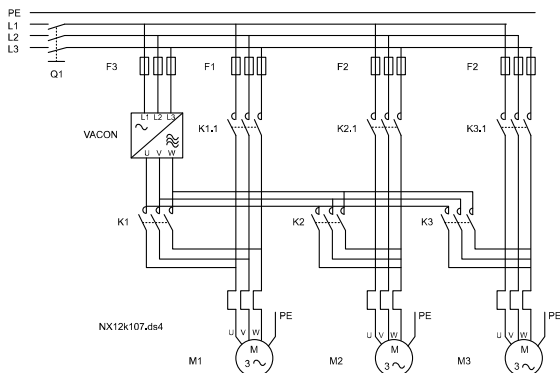 PE
L1
L2
L3
Q1
F3
F1
F2
F2
L1 L2 L3
VACON
U V W
K1.1
K2.1
K3.1
K1
K2
K3
PE
PE
PE
NX12k107.ds4
U V W
U V W
U V W
M1
M
3
M2
M
3
M3
M
3